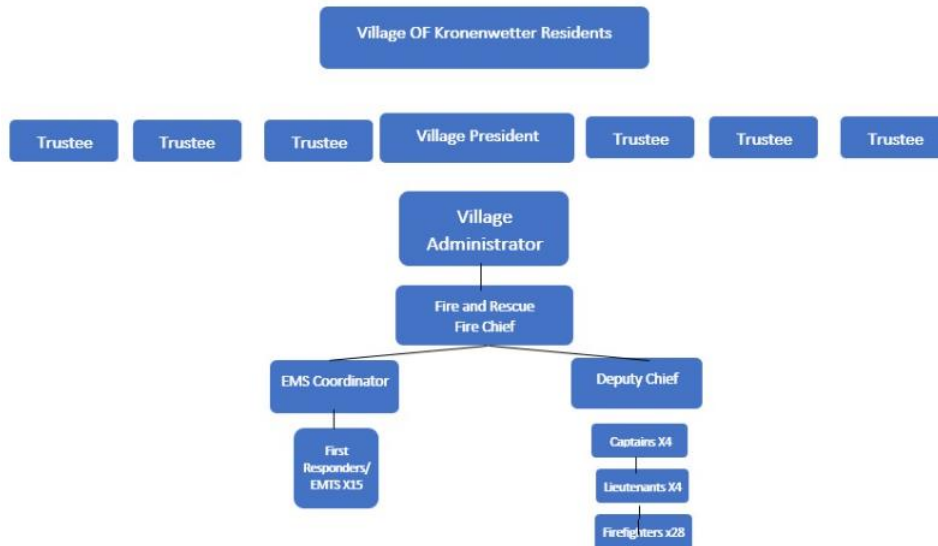 Village OF Kronenwetter Residents
Trustee
Trustee
Trustee
Village President
Trustee
Trustee
Trustee
Village
Administrator
Fire and Rescue
Fire Chief
EMS Coordinator
Deputy Chief
First
Responders/
EMTS X15
Captains X4
Lieutenants X4
Firefighters x28